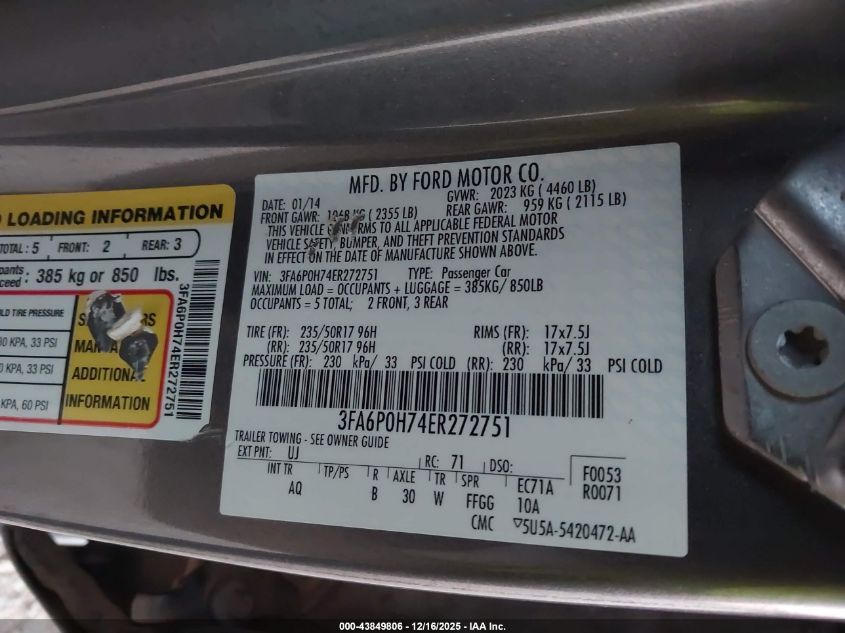 LOADING INFORMATION
TOTAL: 5 FRONT: 2 REAR: 3
385 kg or 850 lbs.
TIRE PRESSURE
KPA, 33 PSI
KPA, 33 PSI
KPA, 60 PSI
ADDITIONAL
INFORMATION
3FA6P0H74ER272751
MFD. BY FORD MOTOR CO.
DATE: 01/14 GVWR: 2023 KG ( 4460 LB)
FRONT GAWR: KG ( 2355 LB) REAR GAWR: 959 KG ( 2115 LB)
THIS VEHICLE TO ALL APPLICABLE FEDERAL MOTOR
VEHICLE SAFETY, BUMPER, AND THEFT PREVENTION STANDARDS
IN EFFECT ON THE DATE OF MANUFACTURE SHOWN ABOVE.
VIN: 3FA6P0H74ER272751 TYPE: Passenger Car
MAXIMUM LOAD = OCCUPANTS + LUGGAGE = 385KG/ 850LB
OCCUPANTS = 5 TOTAL; 2 FRONT, 3 REAR
TIRE (FR): 235/50R17 96H RIMS (FR): 17x7.5J
(RR): 235/50R17 96H (RR): 17x7.5J
PRESSURE (FR): 230 kPa/ 33 PSI COLD (RR): 230 kPa/ 33 PSI COLD
3FA6P0H74ER272751
TRAILER TOWING - SEE OWNER GUIDE
EXT PNT: UJ RC: 71 DSO: F0053
INT TR TP/PS R AXLE TR SPR EC71A R0071
AQ B 30 W FFGG 10A
CMC ▽5U5A-5420472-AA
000-43849806 - 12/16/2025 - IAA Inc.